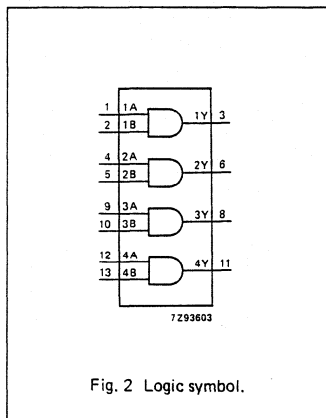 1 1A 1Y 3
2 1B
4 2A 2Y 6
5 2B
9 3A 3Y 8
10 3B
12 4A 4Y 11
13 4B
7Z93603
Fig. 2 Logic symbol.